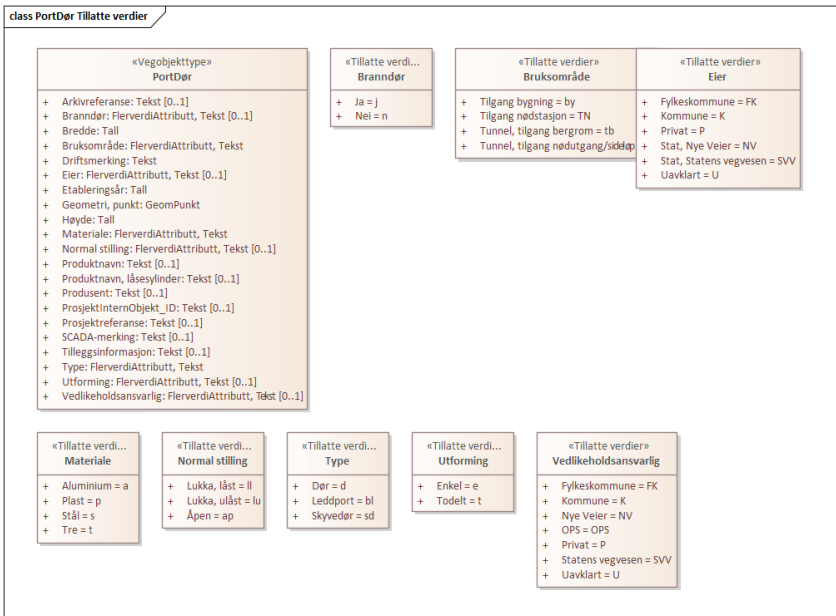 class PortDør Tillatte verdier
«Vegobjekttype»
PortDør
+ Arkivreferanse: Tekst [0..1]
+ Branndør: FlerverdiAttributt, Tekst [0..1]
+ Bredde: Tall
+ Bruksområde: FlerverdiAttributt, Tekst
+ Driftsmerking: Tekst
+ Eier: FlerverdiAttributt, Tekst [0..1]
+ Etableringsår: Tall
+ Geometri, punkt: GeomPunkt
+ Høyde: Tall
+ Materiale: FlerverdiAttributt, Tekst
+ Normal stilling: FlerverdiAttributt, Tekst [0..1]
+ Produktnavn: Tekst [0..1]
+ Produktnavn, låsesylinder: Tekst [0..1]
+ Produsent: Tekst [0..1]
+ ProsjektInternObjekt_ID: Tekst [0..1]
+ Prosjektreferanse: Tekst [0..1]
+ SCADA-merking: Tekst [0..1]
+ Tilleggsinformasjon: Tekst [0..1]
+ Type: FlerverdiAttributt, Tekst
+ Utforming: FlerverdiAttributt, Tekst [0..1]
+ Vedlikeholdsansvarlig: FlerverdiAttributt, Tekst [0..1]
«Tillatte verdi...
Branndør
+ Ja = j
+ Nei = n
«Tillatte verdier»
Bruksområde
+ Tilgang bygning = by
+ Tilgang nødstasjon = TN
+ Tunnel, tilgang bergrom = tb
+ Tunnel, tilgang nødutgang/sideløp
«Tillatte verdier»
Eier
+ Fylkeskommune = FK
+ Kommune = K
+ Privat = P
+ Stat, Nye Veier = NV
+ Stat, Statens vegvesen = SVV
+ Uavklart = U
«Tillatte verdi...
Materiale
+ Aluminium = a
+ Plast = p
+ Stål = s
+ Tre = t
«Tillatte verdi...
Normal stilling
+ Lukka, låst = ll
+ Lukka, ulåst = lu
+ Åpen = ap
«Tillatte verdi...
Type
+ Dør = d
+ Leddport = bl
+ Skyvedør = sd
«Tillatte verdi...
Utforming
+ Enkel = e
+ Todelt = t
«Tillatte verdier»
Vedlikeholdsansvarlig
+ Fylkeskommune = FK
+ Kommune = K
+ Nye Veier = NV
+ OPS = OPS
+ Privat = P
+ Statens vegvesen = SVV
+ Uavklart = U